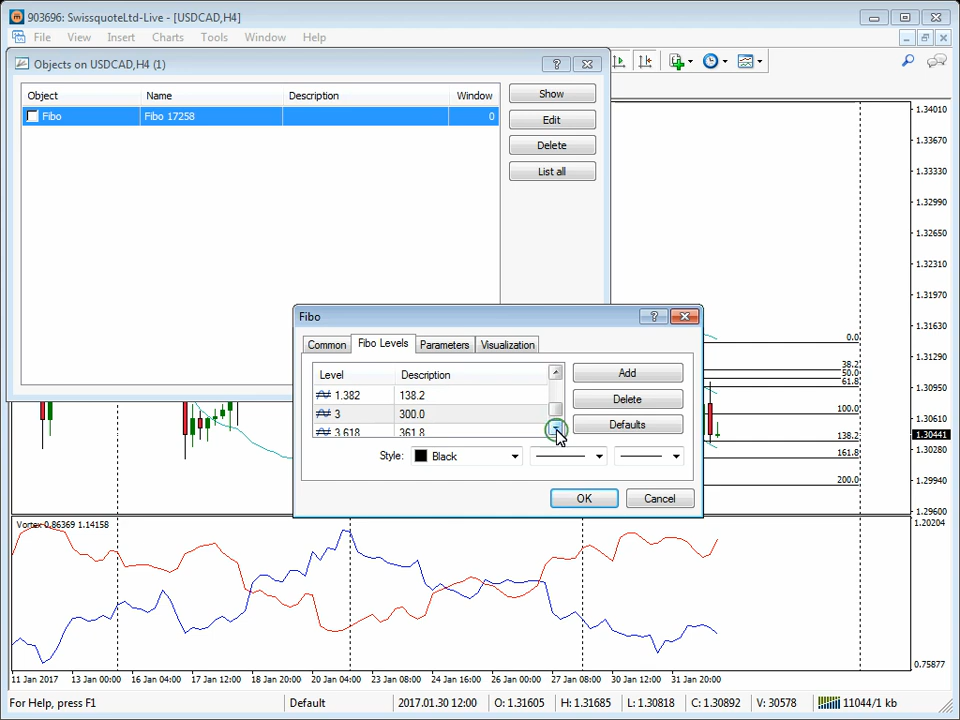 903696: SwissquoteLtd-Live - [USDCAD,H4]
File View Insert Charts Tools Window Help
Objects on USDCAD,H4 (1)
Object Name Description Window
Fibo Fibo 17258 0
Show
Edit
Delete
List all
Fibo
Common Fibo Levels Parameters Visualization
Level Description
1.382 138.2
3 300.0
3.618 361.8
Add
Delete
Defaults
Style: Black
OK Cancel
0.0
38.2
50.0
61.8
100.0
138.2
161.8
200.0
1.34010
1.33670
1.33330
1.32990
1.32650
1.32310
1.31970
1.31630
1.31290
1.30950
1.30610
1.30441
1.30280
1.29940
1.29600
Vortex 0.86369 1.14158
1.20204
0.75877
11 Jan 2017 13 Jan 00:00 16 Jan 04:00 17 Jan 12:00 18 Jan 20:00 20 Jan 04:00 23 Jan 08:00 24 Jan 16:00 26 Jan 00:00 27 Jan 08:00 30 Jan 12:00 31 Jan 20:00
For Help, press F1 Default 2017.01.30 12:00 O: 1.31605 H: 1.31685 L: 1.30818 C: 1.30892 V: 30578 11044/1 kb